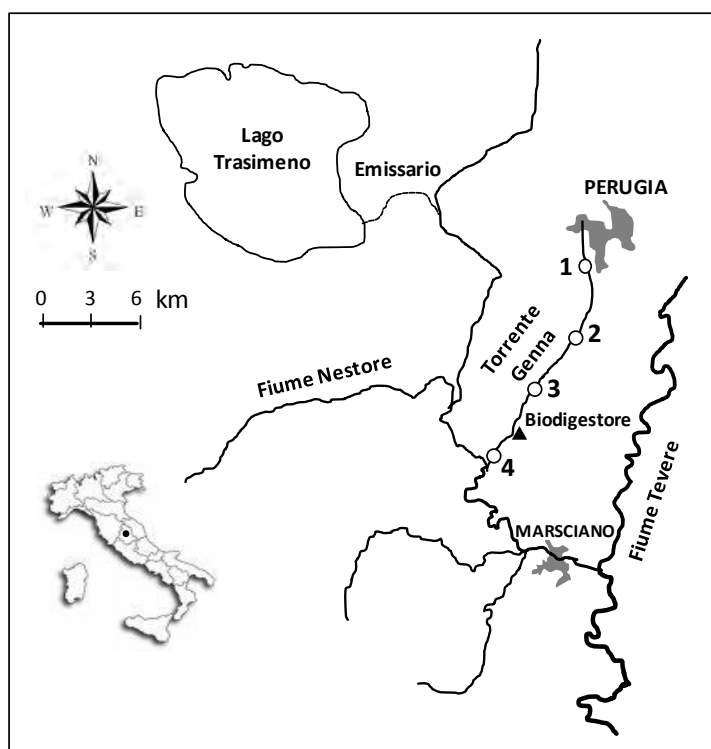 Lago
Trasimeno
Emissario
N
W E
S
PERUGIA
0 3 6 km
1
2
Torrente
Genna
3
Fiume Nestore
Biodigestore
4
MARSCIANO
Fiume Tevere